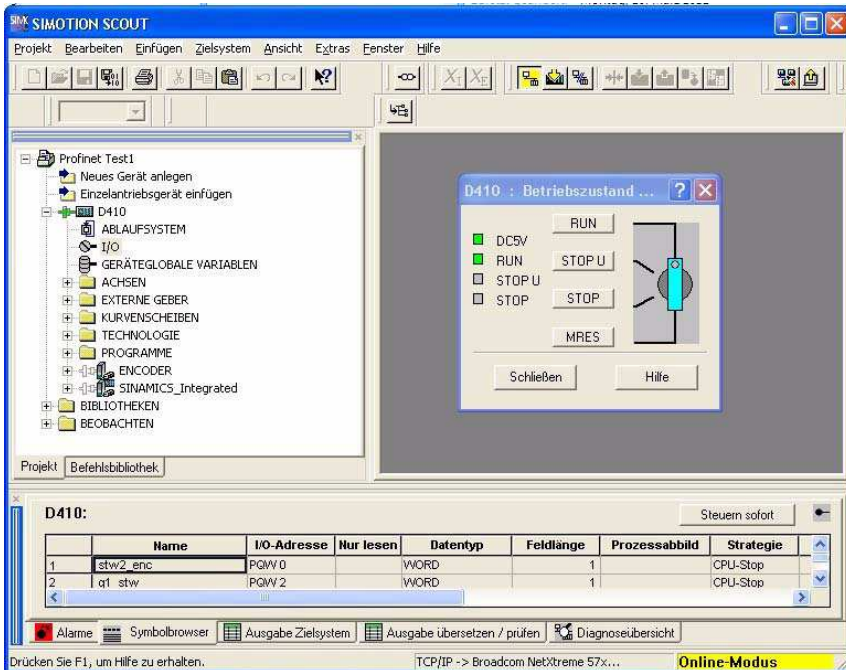 SIMOTION SCOUT
Projekt Bearbeiten Einfügen Zielsystem Ansicht Extras Fenster Hilfe
Profinet Test1
Neues Gerät anlegen
Einzelantriebsgerät einfügen
D410
ABLAUFSYSTEM
I/O
GERÄTEGLOBALE VARIABLEN
ACHSEN
EXTERNE GEBER
KURVENSCHEIBEN
TECHNOLOGIE
PROGRAMME
ENCODER
SINAMICS_Integrated
BIBLIOTHEKEN
BEOBACHTEN
Projekt Befehlsbibliothek
D410 : Betriebszustand ...
RUN
DC5V
RUN STOP U
STOP U
STOP STOP
MRES
Schließen Hilfe
D410: Steuern sofort
Name I/O-Adresse Nur lesen Datentyp Feldlänge Prozessabbild Strategie
1 stw2_enc PQW 0 WORD 1 CPU-Stop
2 q1_stw PQW 2 WORD 1 CPU-Stop
Alarme Symbolbrowser Ausgabe Zielsystem Ausgabe übersetzen / prüfen Diagnoseübersicht
Drücken Sie F1, um Hilfe zu erhalten. TCP/IP -> Broadcom NetXtreme 57x... Online-Modus